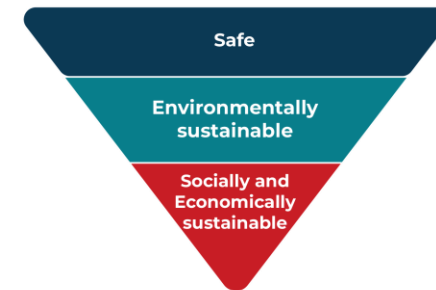 Safe
Environmentally
sustainable
Socially and
Economically
sustainable